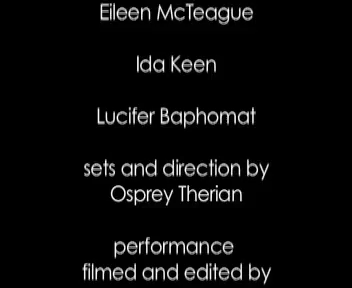 Eileen McTeague
Ida Keen
Lucifer Baphomat
sets and direction by
Osprey Therian
performance
filmed and edited by